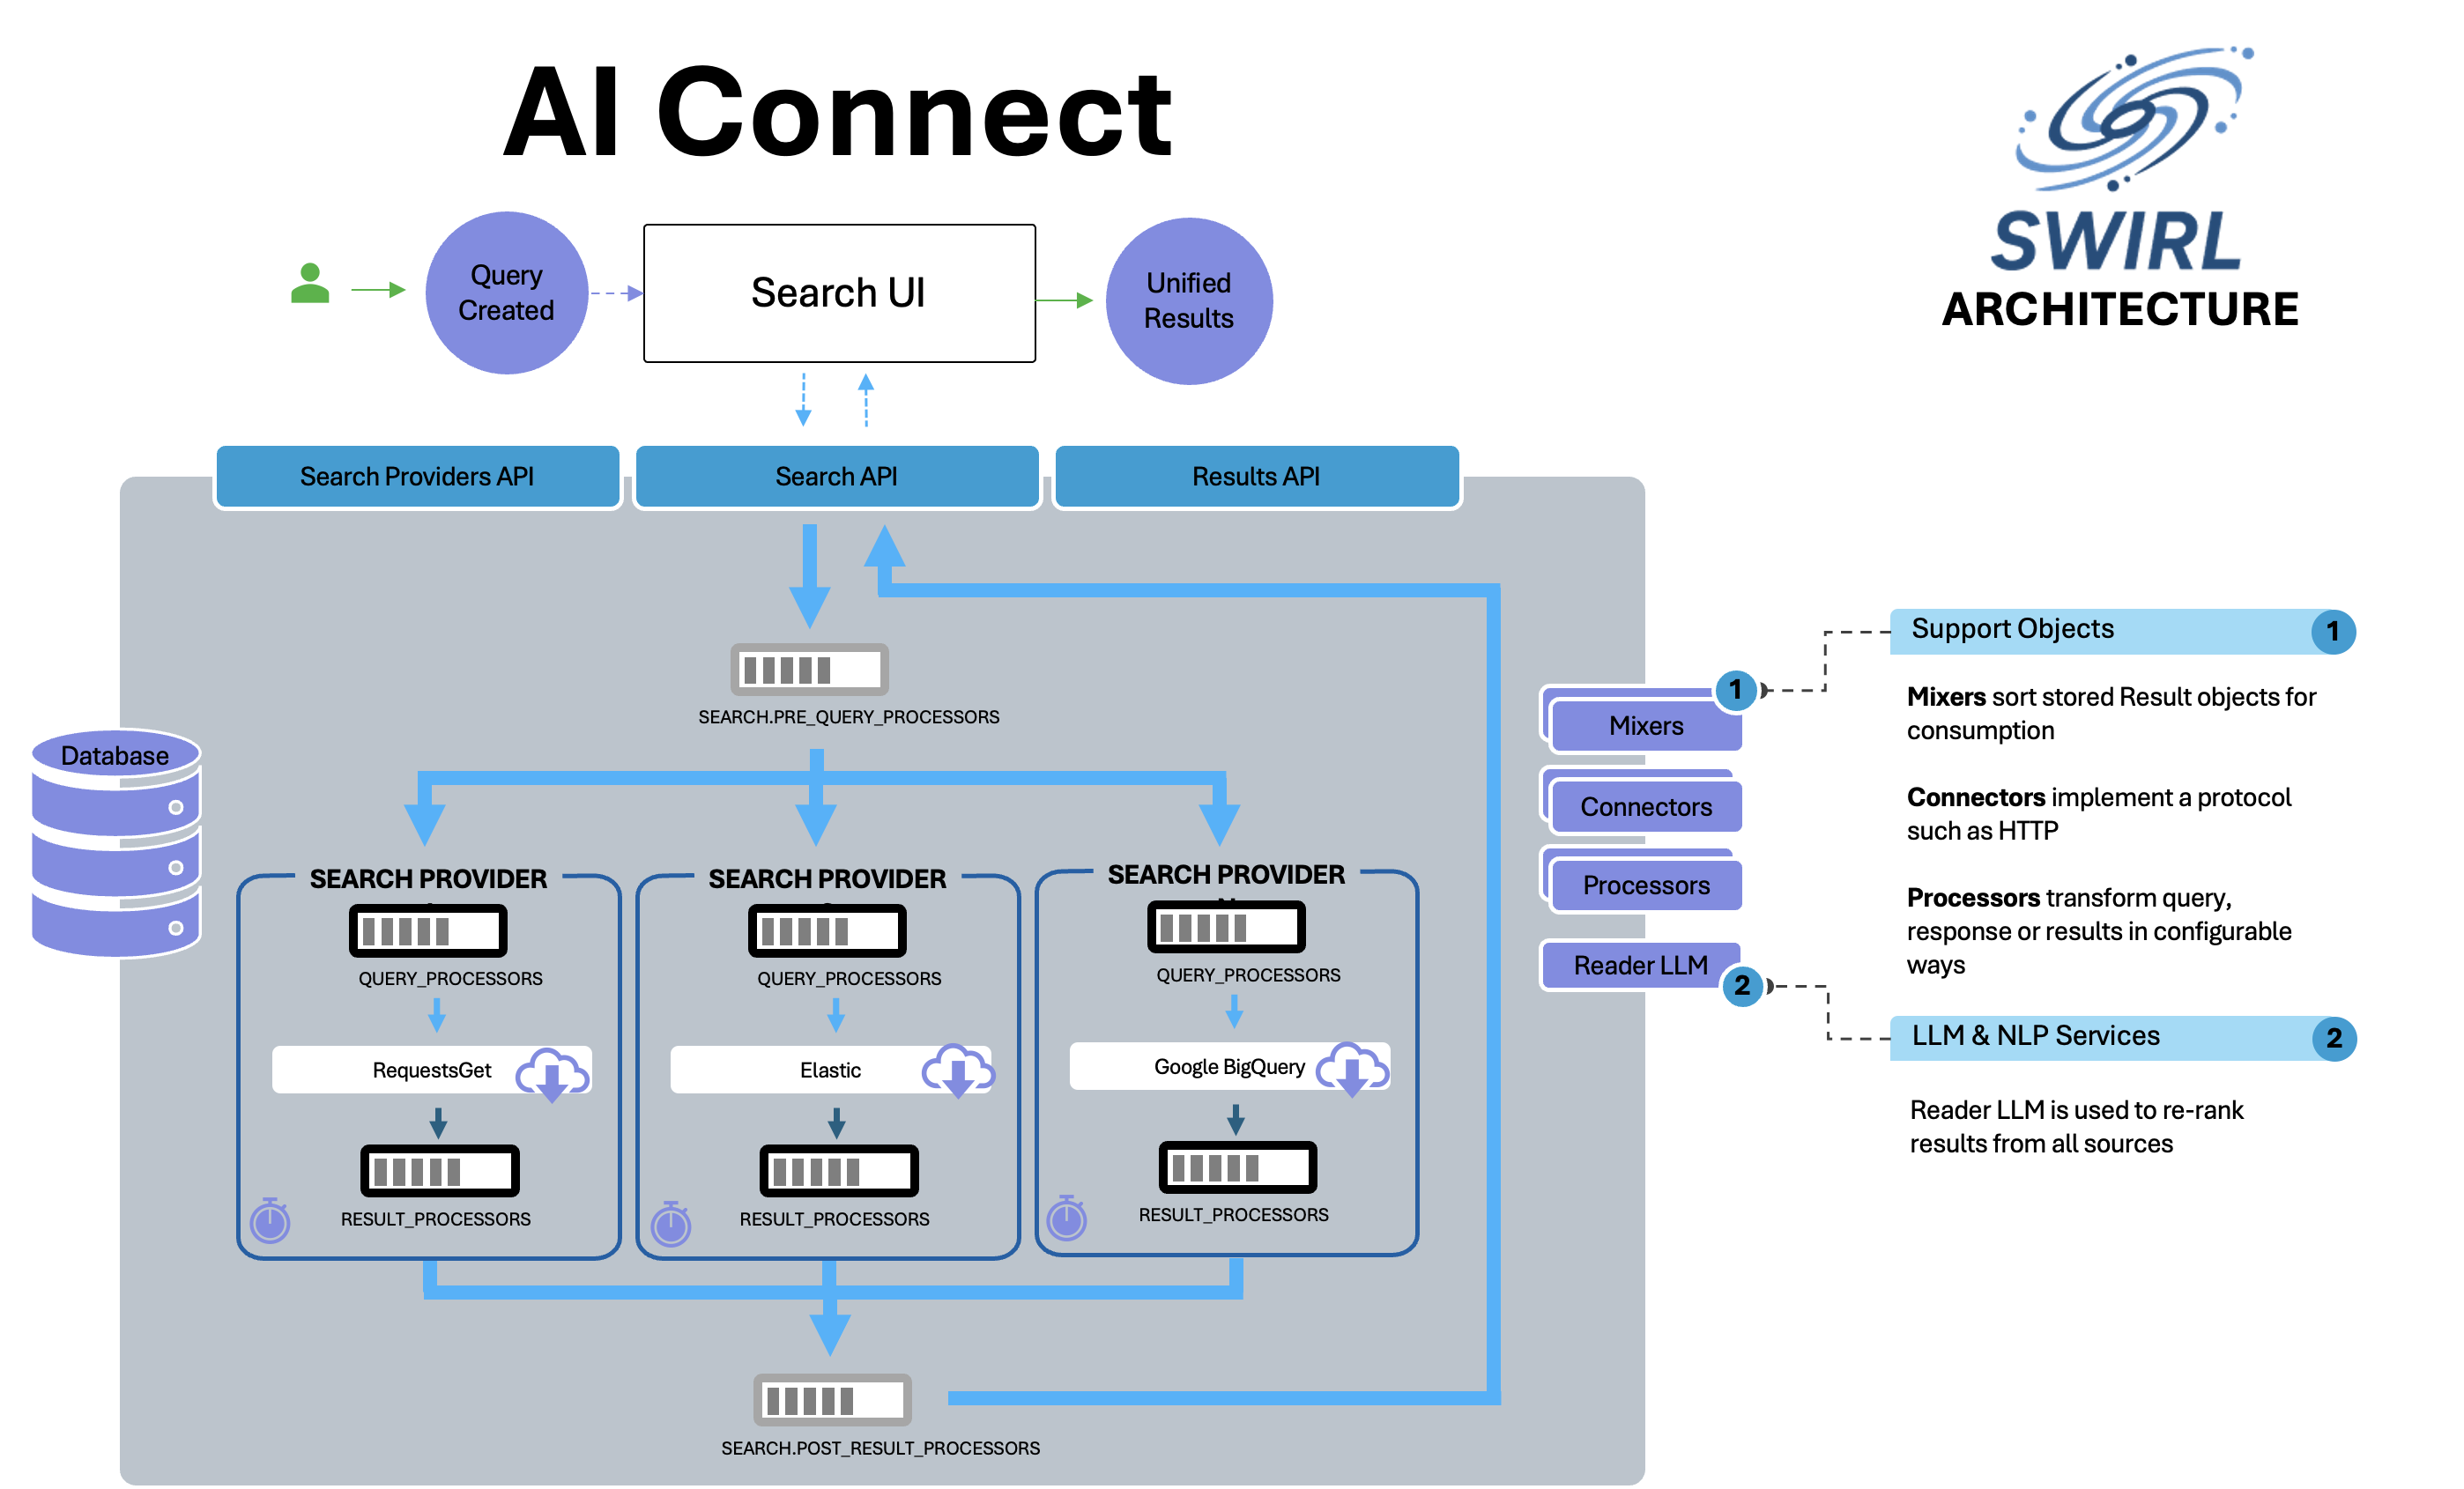 AI Connect
SWIRL
ARCHITECTURE
Query
Created
Search UI
Unified
Results
Search Providers API
Search API
Results API
SEARCH.PRE_QUERY_PROCESSORS
Database
SEARCH PROVIDER
SEARCH PROVIDER
SEARCH PROVIDER
QUERY_PROCESSORS
QUERY_PROCESSORS
QUERY_PROCESSORS
RequestsGet
Elastic
Google BigQuery
RESULT_PROCESSORS
RESULT_PROCESSORS
RESULT_PROCESSORS
SEARCH.POST_RESULT_PROCESSORS
1
Mixers
Connectors
Processors
Reader LLM
2
Support Objects
1
Mixers sort stored Result objects for
consumption
Connectors implement a protocol
such as HTTP
Processors transform query,
response or results in configurable
ways
LLM & NLP Services
2
Reader LLM is used to re-rank
results from all sources